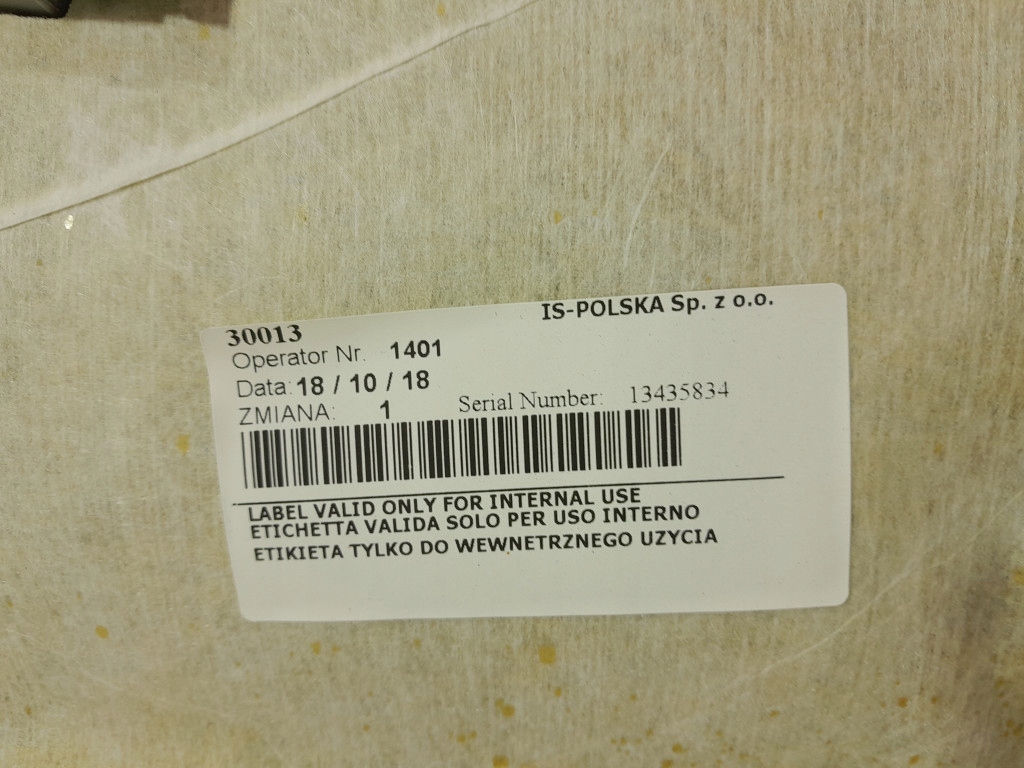 IS-POLSKA Sp. z o.o.
30013
Operator Nr. 1401
Data: 18 / 10 / 18
ZMIANA: 1 Serial Number: 13435834
LABEL VALID ONLY FOR INTERNAL USE
ETICHETTA VALIDA SOLO PER USO INTERNO
ETIKIETA TYLKO DO WEWNETRZNEGO UZYCIA